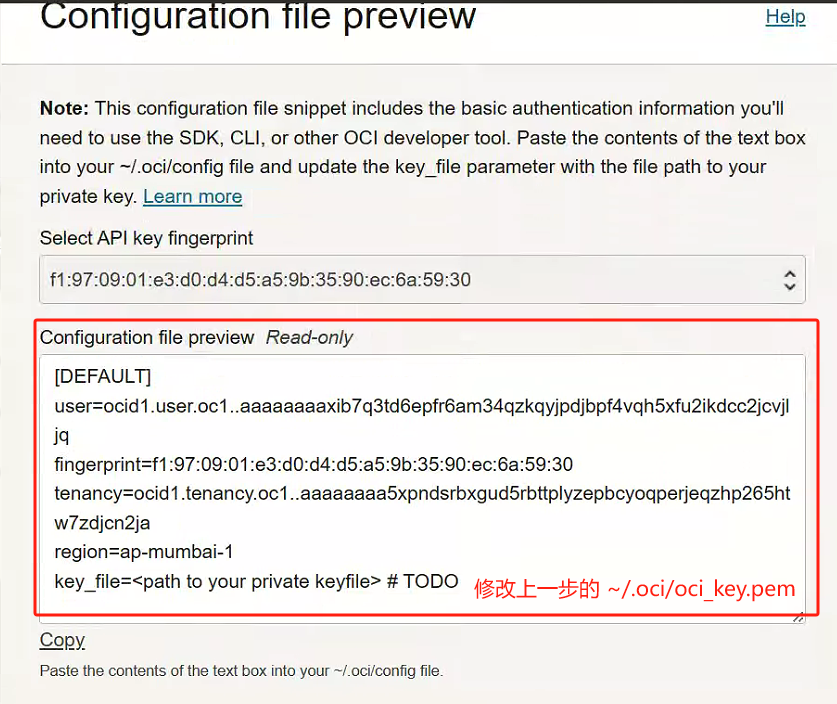 Configuration file preview
Help
Note: This configuration file snippet includes the basic authentication information you'll
need to use the SDK, CLI, or other OCI developer tool. Paste the contents of the text box
into your ~/.oci/config file and update the key_file parameter with the file path to your
private key. Learn more
Select API key fingerprint
f1:97:09:01:e3:d0:d4:d5:a5:9b:35:90:ec:6a:59:30
Configuration file preview Read-only
[DEFAULT]
user=ocid1.user.oc1..aaaaaaaaxib7q3td6epfr6am34qzkqyjpdjbpf4vqh5xfu2ikdcc2jcvjl
jq
fingerprint=f1:97:09:01:e3:d0:d4:d5:a5:9b:35:90:ec:6a:59:30
tenancy=ocid1.tenancy.oc1..aaaaaaaa5xpndsrbxgud5rbttplyzepbcyoqperjeqzhp265ht
w7zdjcn2ja
region=ap-mumbai-1
key_file=<path to your private keyfile> # TODO
修改上一步的 ~/.oci/oci_key.pem
Copy
Paste the contents of the text box into your ~/.oci/config file.